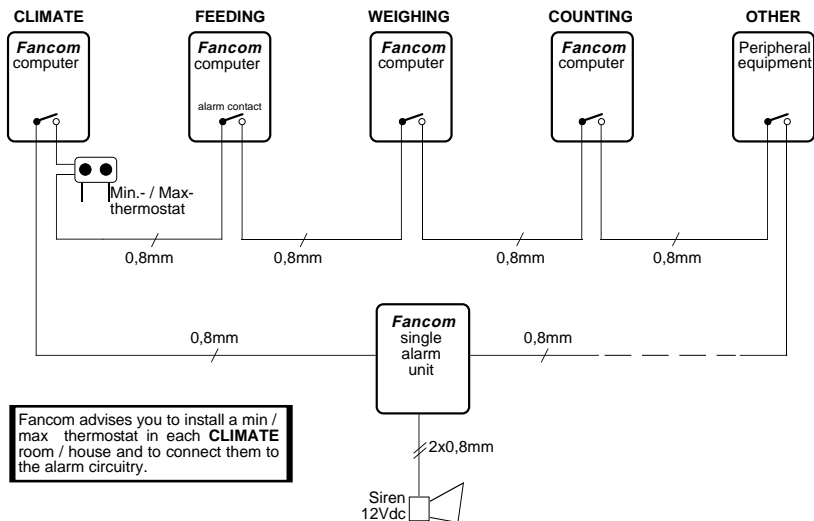 CLIMATE
FEEDING
WEIGHING
COUNTING
OTHER
Fancom
computer
Fancom
computer
alarm contact
Fancom
computer
Fancom
computer
Peripheral
equipment
Min.- / Max-
thermostat
0,8mm
0,8mm
0,8mm
0,8mm
0,8mm
Fancom
single
alarm
unit
0,8mm
Fancom advises you to install a min /
max thermostat in each CLIMATE
room / house and to connect them to
the alarm circuitry.
2x0,8mm
Siren
12Vdc